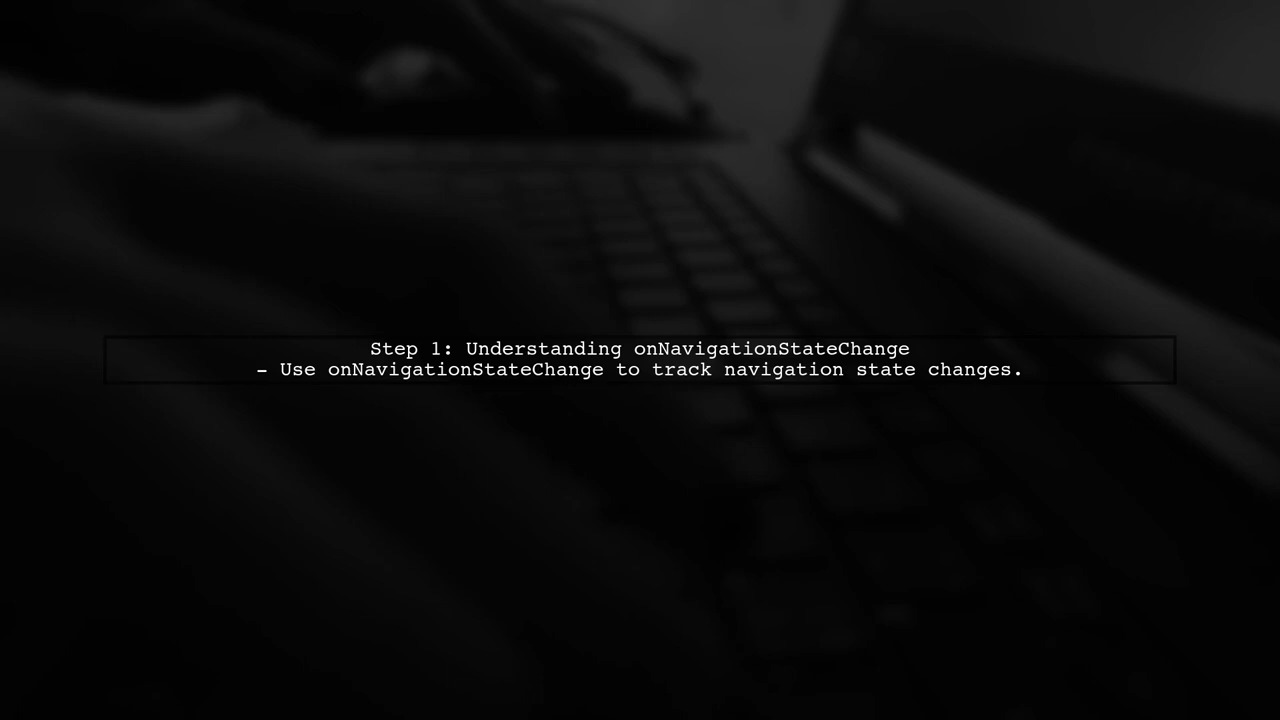 Step 1: Understanding onNavigationStateChange
- Use onNavigationStateChange to track navigation state changes.